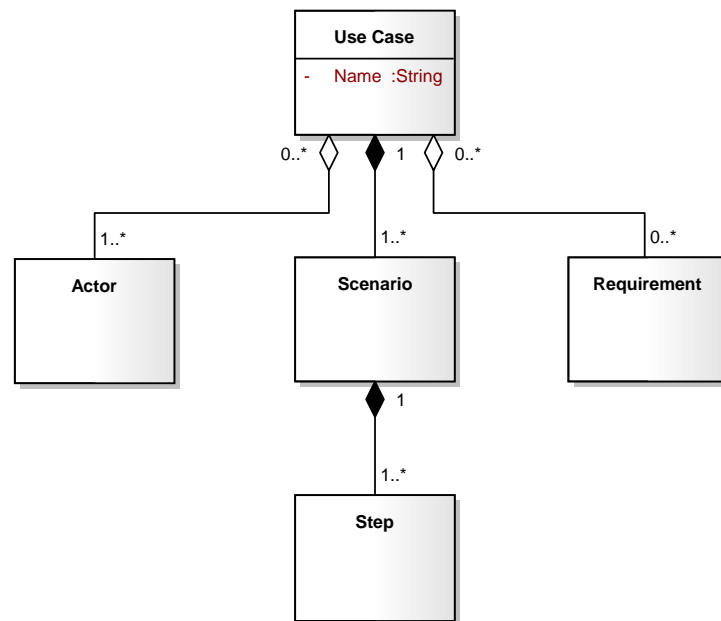 Use Case
- Name :String
0..* 1 0..*
1..* 1..* 0..*
Actor Scenario Requirement
1
1..*
Step